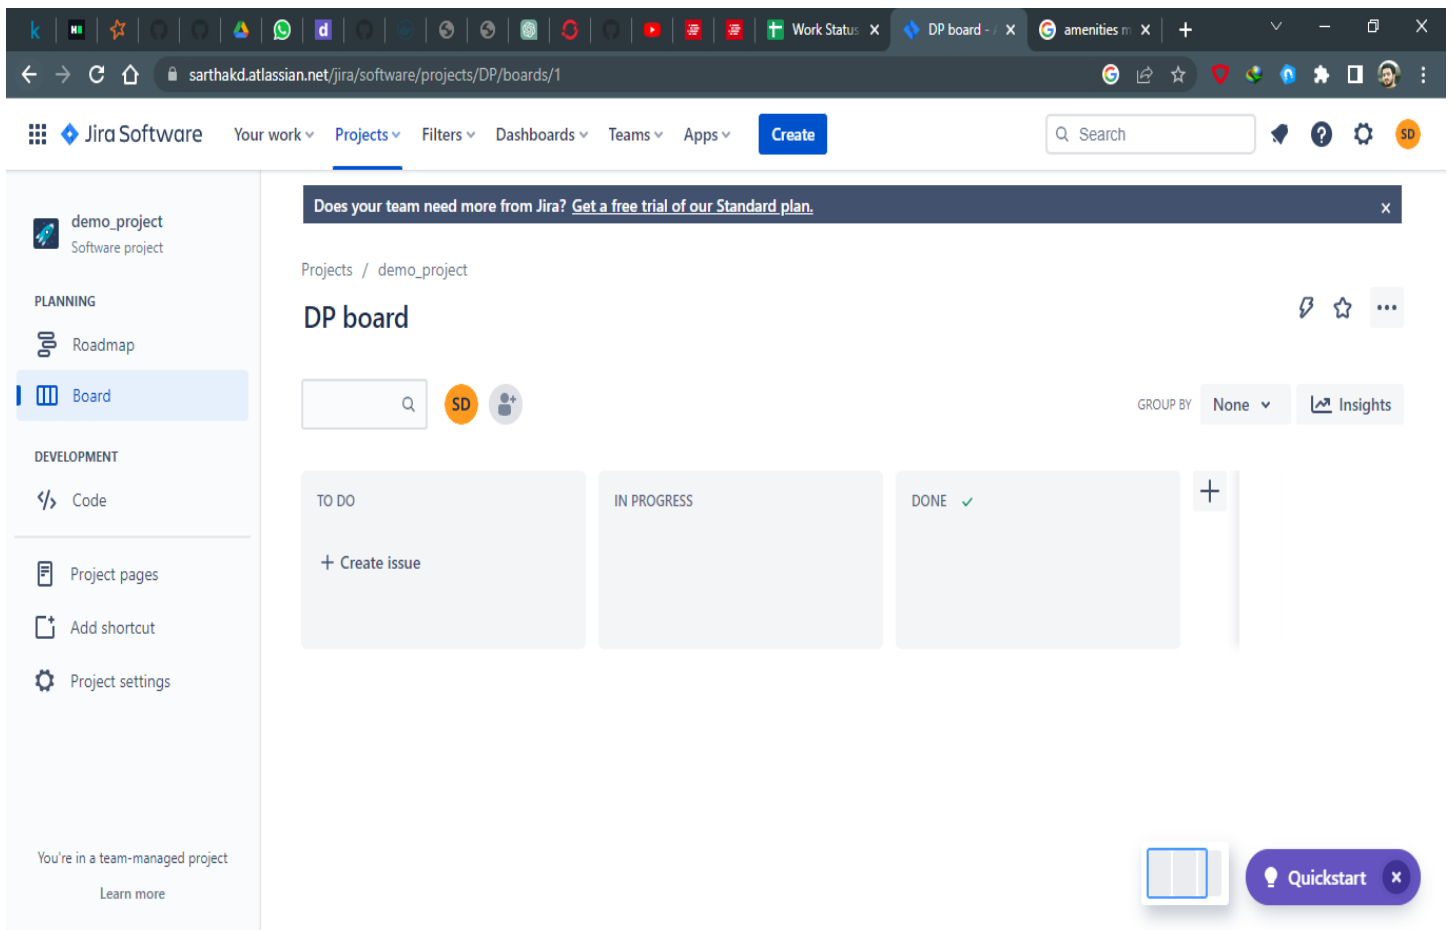 Work Status
DP board - /
amenities m
sarthakd.atlassian.net/jira/software/projects/DP/boards/1
Jira Software
Your work
Projects
Filters
Dashboards
Teams
Apps
Create
Search
SD
demo_project
Software project
PLANNING
Roadmap
Board
DEVELOPMENT
Code
Project pages
Add shortcut
Project settings
You're in a team-managed project
Learn more
Does your team need more from Jira? Get a free trial of our Standard plan.
Projects / demo_project
DP board
SD
GROUP BY
None
Insights
TO DO
IN PROGRESS
DONE
+ Create issue
Quickstart